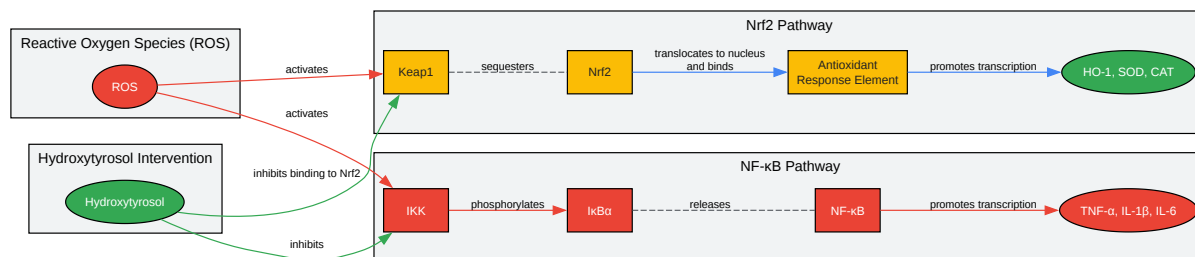 Nrf2 Pathway
Reactive Oxygen Species (ROS)
ROS
activates
Keap1
sequesters
Nrf2
translocates to nucleus
and binds
Antioxidant
Response Element
promotes transcription
HO-1, SOD, CAT
activates
Hydroxytyrosol Intervention
Hydroxytyrosol
inhibits binding to Nrf2
inhibits
NF-κB Pathway
IKK
phosphorylates
IκBα
releases
NF-κB
promotes transcription
TNF-α, IL-1β, IL-6